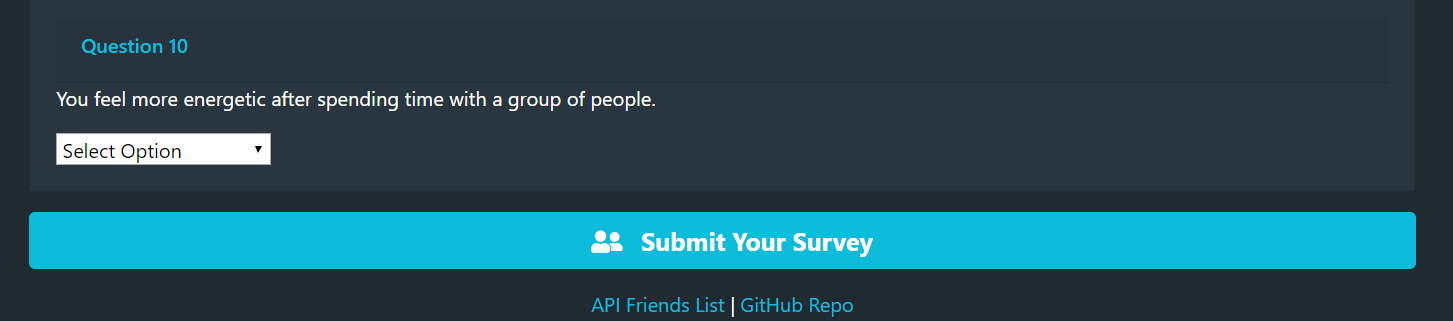 Question 10
You feel more energetic after spending time with a group of people.
Select Option
Submit Your Survey
API Friends List | GitHub Repo